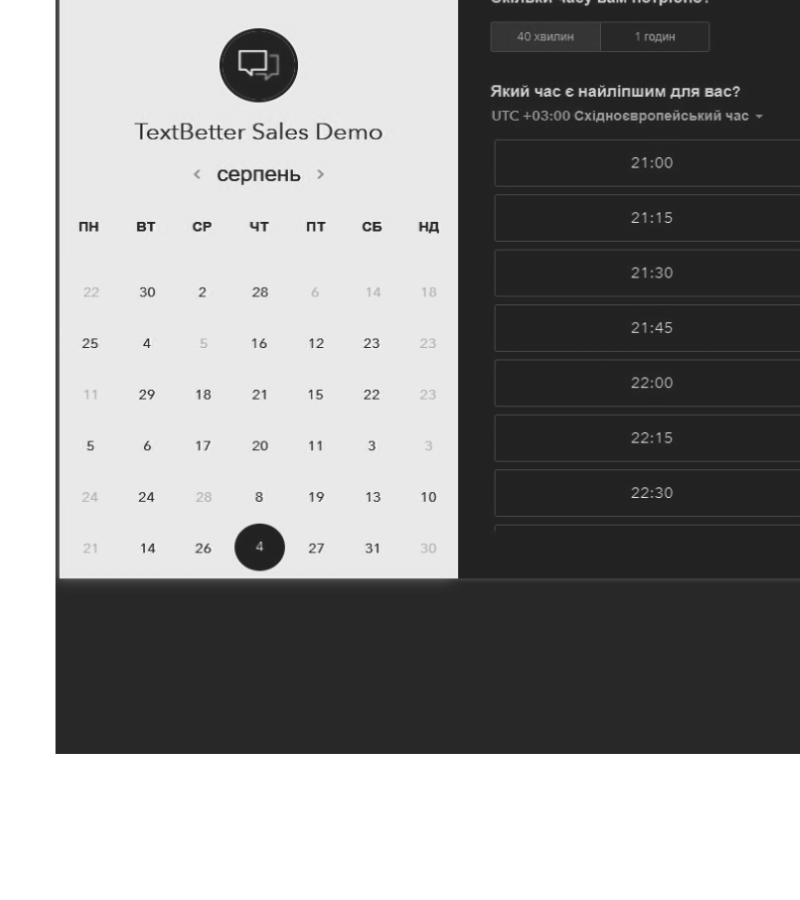 TextBetter Sales Demo
‹ серпень ›
ПН ВТ СР ЧТ ПТ СБ НД
22 30 2 28 6 14 18
25 4 5 16 12 23 23
11 29 18 21 15 22 23
5 6 17 20 11 3 3
24 24 28 8 19 13 10
21 14 26 4 27 31 30
Скільки часу вам потрібно?
40 хвилин 1 годин
Який час є найліпшим для вас?
UTC +03:00 Східноєвропейський час
21:00
21:15
21:30
21:45
22:00
22:15
22:30